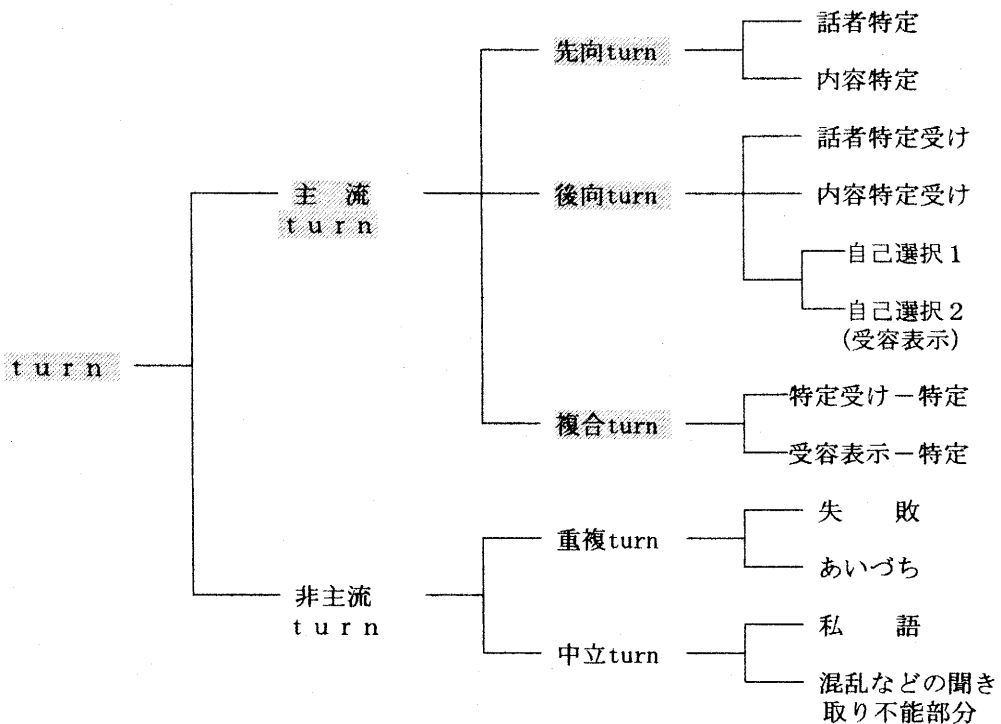 話者特定
先向turn
内容特定
話者特定受け
主　流
turn
後向turn
内容特定受け
自己選択1
自己選択2
(受容表示)
turn
特定受け－特定
複合turn
受容表示－特定
失　　敗
重複turn
あいづち
非主流
turn
私　　語
中立turn
混乱などの聞き
取り不能部分